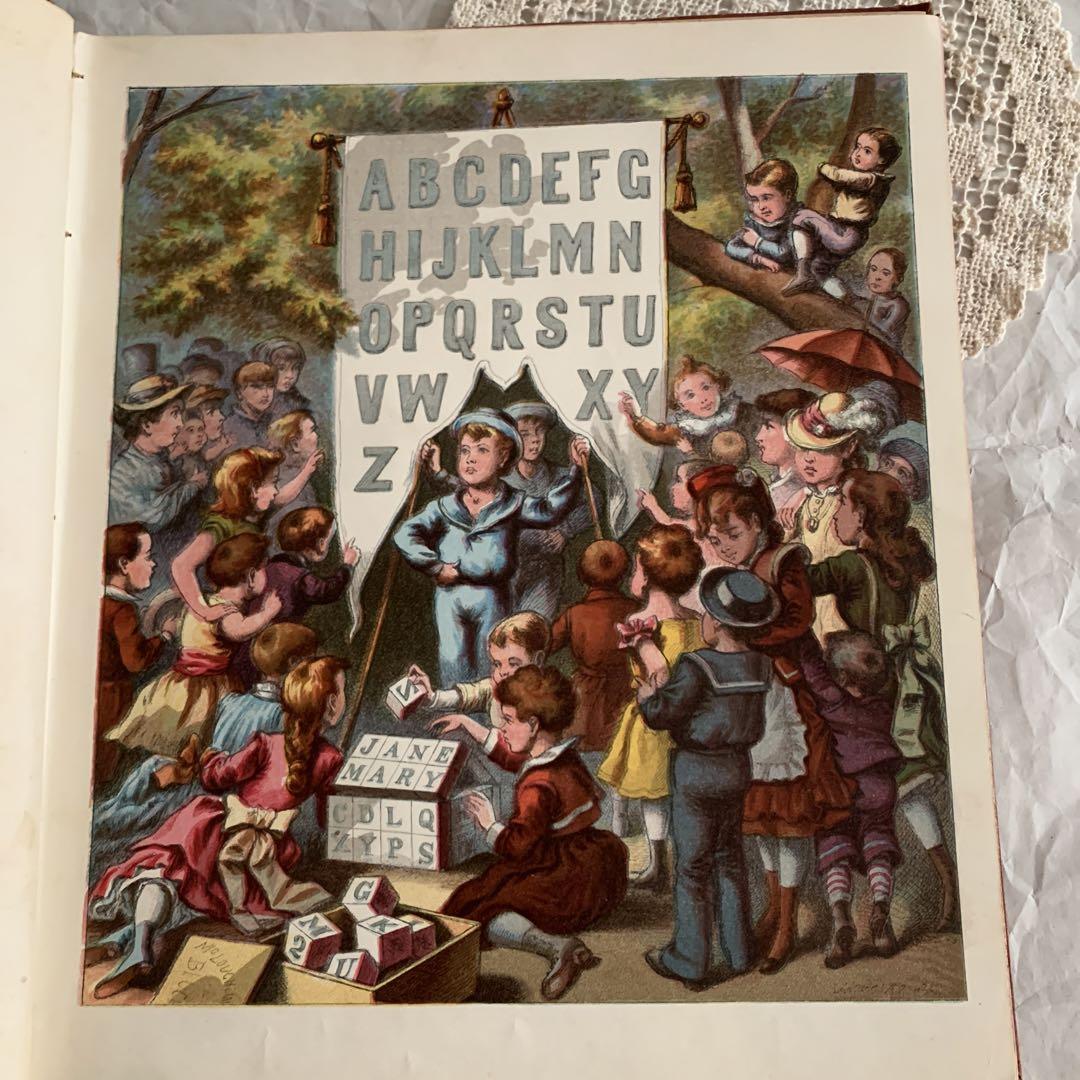 ABCDEFG
HIJKLMN
OPQRSTU
VW XY
Z
S
JANE
MARY
CDLQ
ZYPS
G
M K
2
U